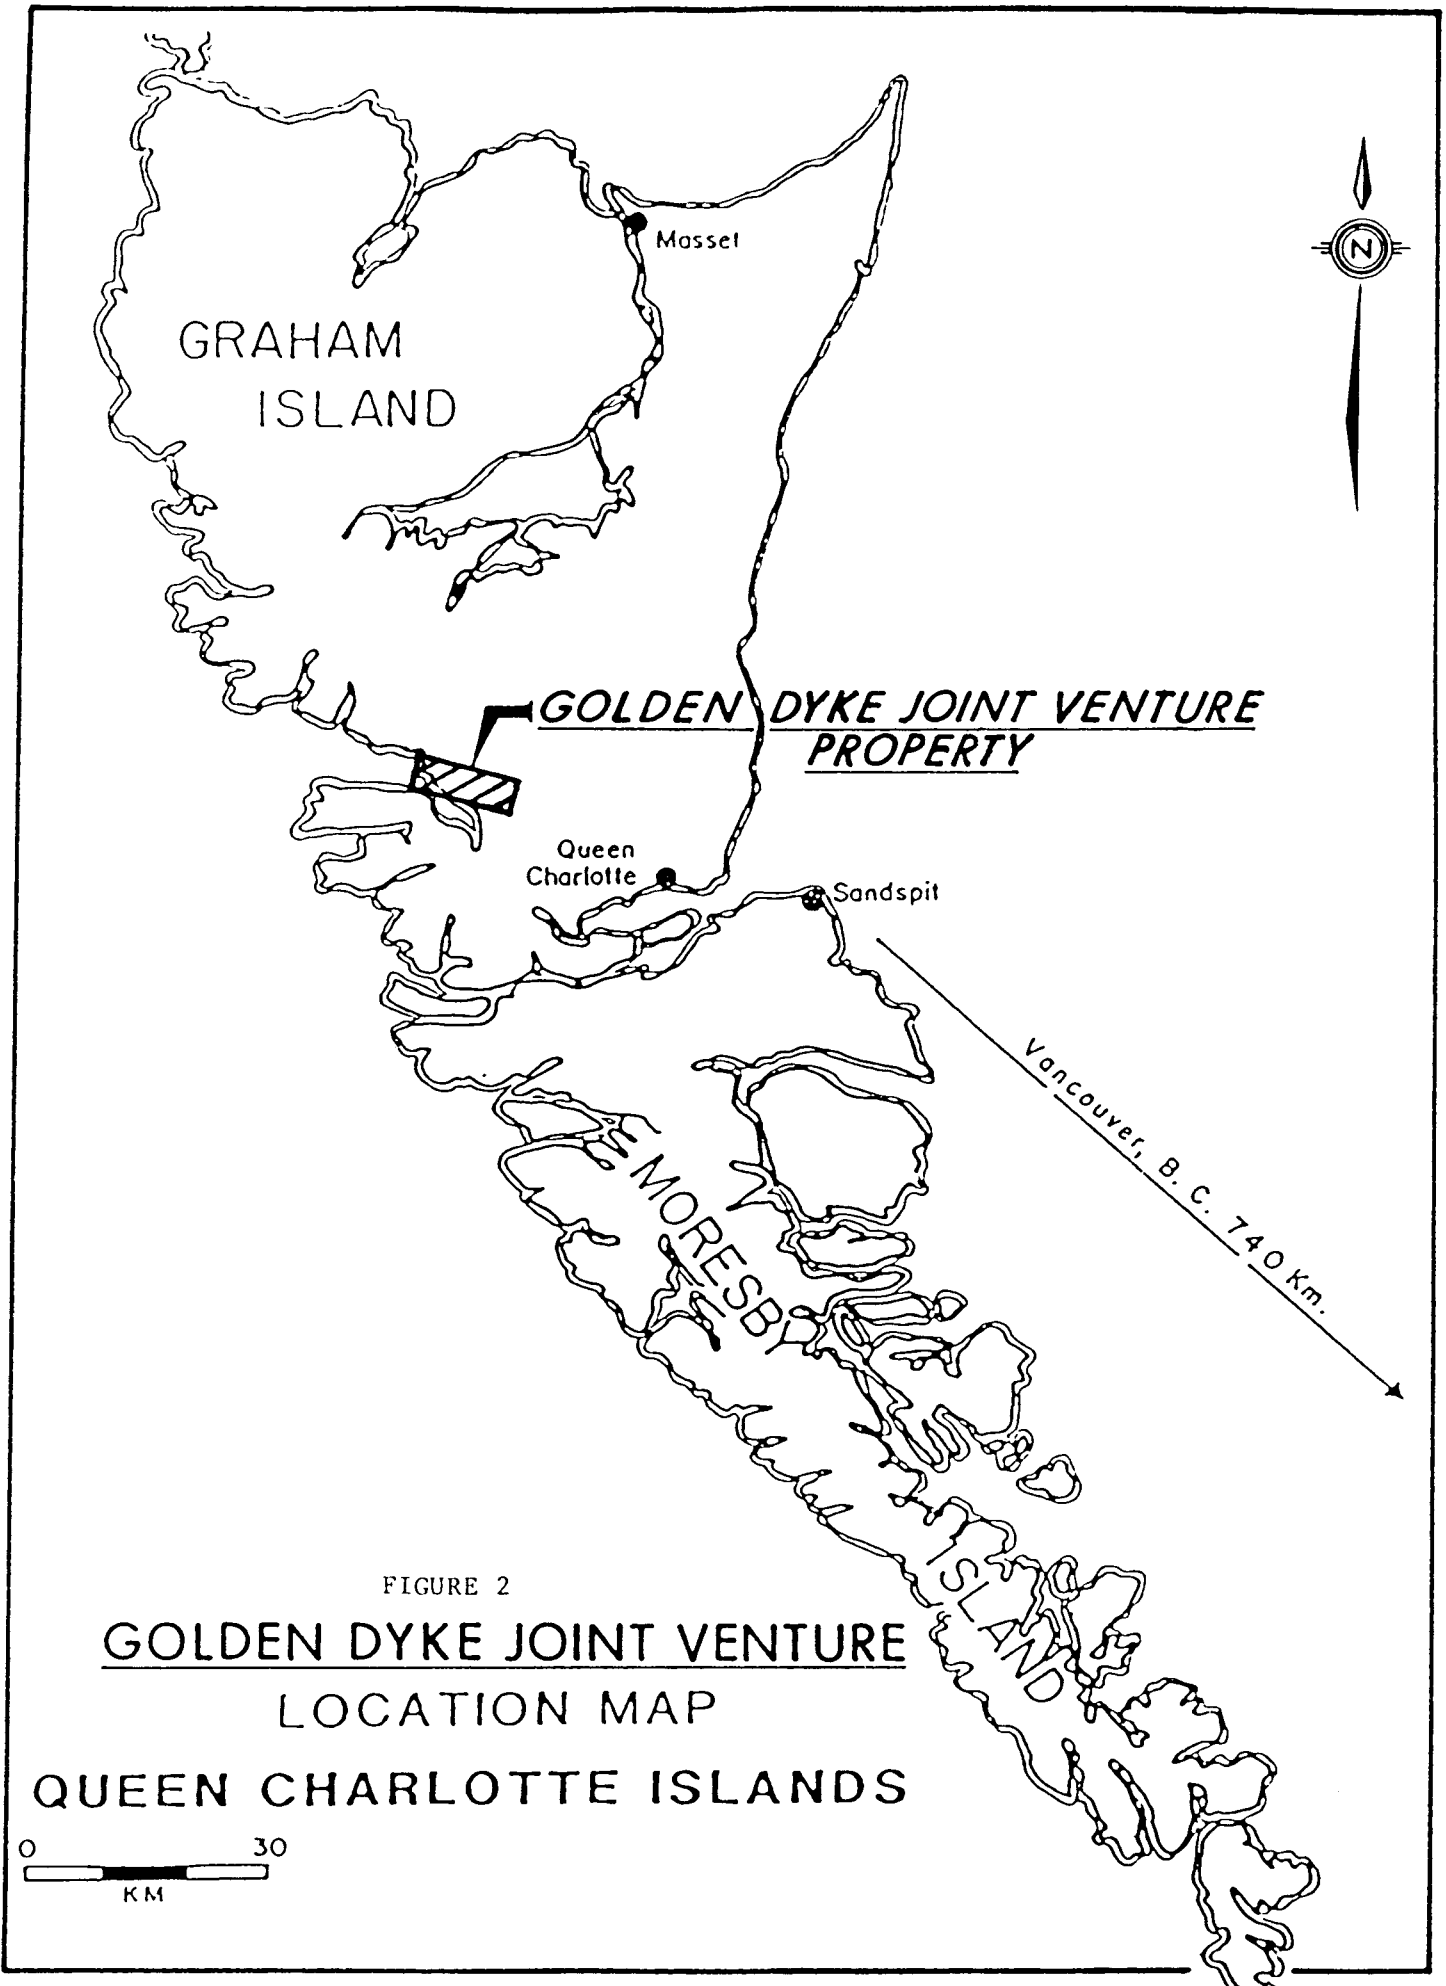 Masset
N
GRAHAM
ISLAND
GOLDEN DYKE JOINT VENTURE
PROPERTY
Queen
Charlotte
Sandspit
Vancouver, B. C. 740 Km.
MORESBY
ISLAND
FIGURE 2
GOLDEN DYKE JOINT VENTURE
LOCATION MAP
QUEEN CHARLOTTE ISLANDS
0 30
KM